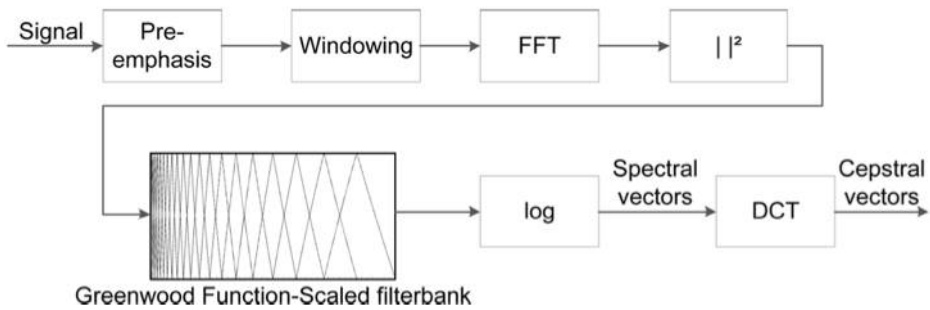 Signal
Pre-
emphasis
Windowing
FFT
| |²
Greenwood Function-Scaled filterbank
log
Spectral
vectors
DCT
Cepstral
vectors